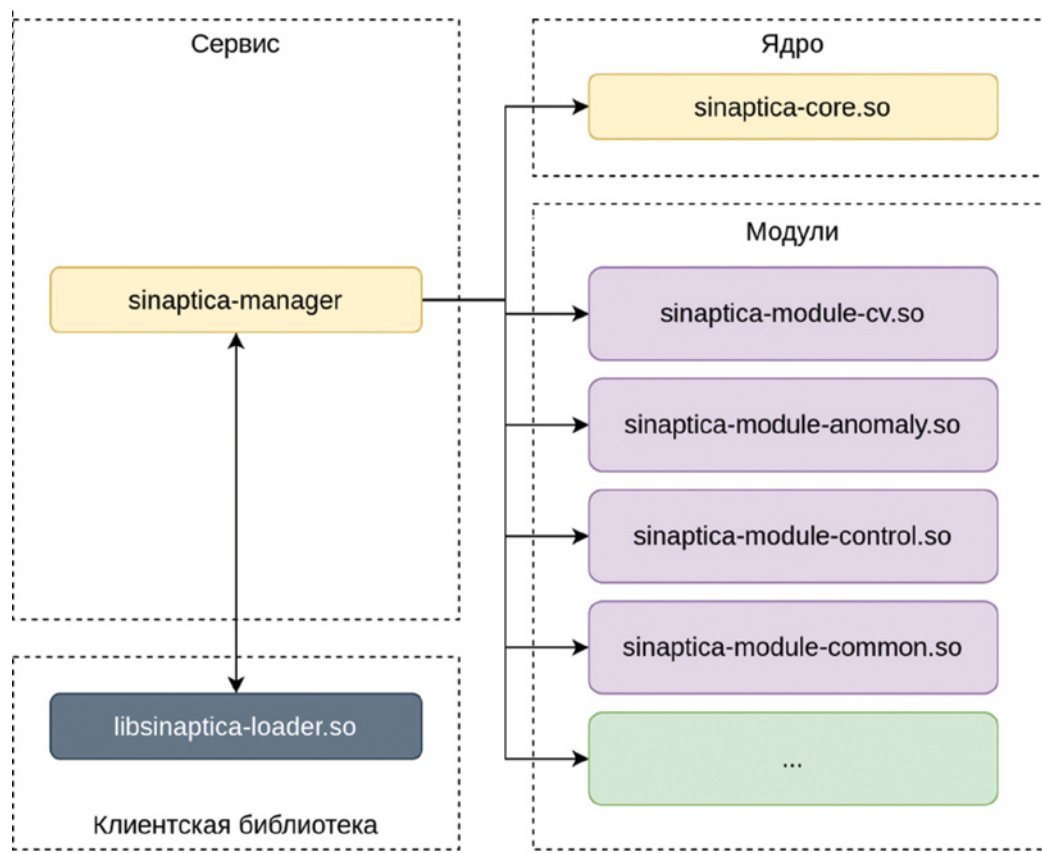 Сервис
sinaptica-manager
libsinaptica-loader.so
Клиентская библиотека
Ядро
sinaptica-core.so
Модули
sinaptica-module-cv.so
sinaptica-module-anomaly.so
sinaptica-module-control.so
sinaptica-module-common.so
...